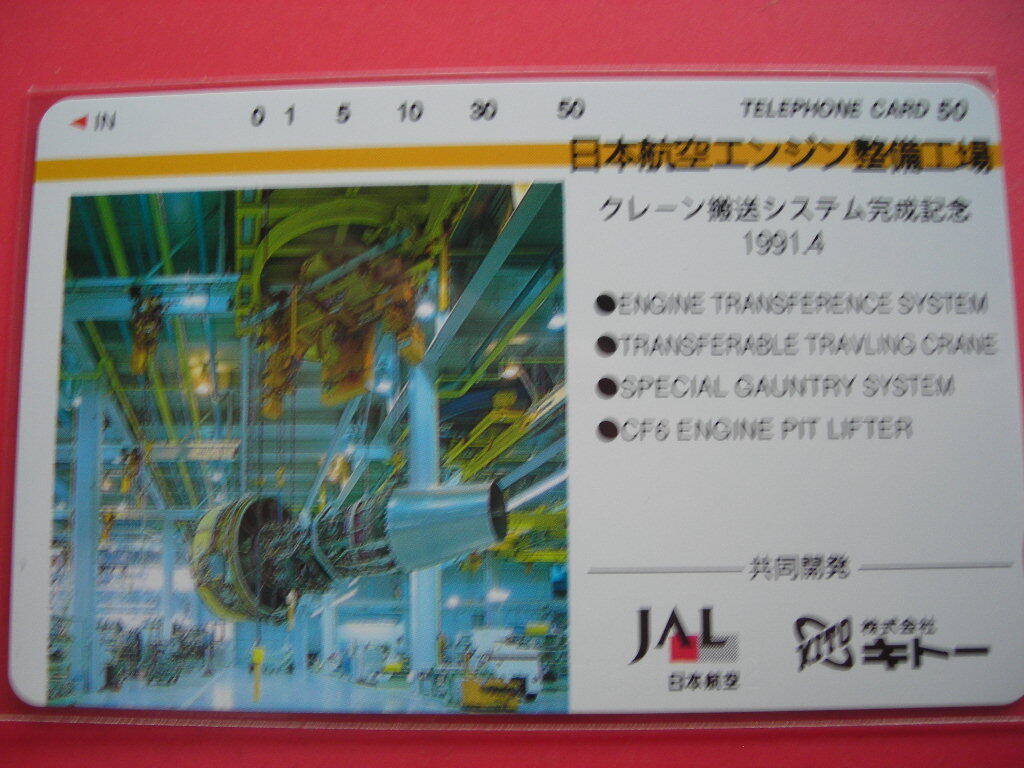 ◀IN 0 1 5 10 30 50 TELEPHONE CARD 50
日本航空エンジン整備工場
クレーン搬送システム完成記念
1991.4
●ENGINE TRANSFERENCE SYSTEM
●TRANSFERABLE TRAVLING CRANE
●SPECIAL GAUNTRY SYSTEM
●CF6 ENGINE PIT LIFTER
共同開発
JAL
日本航空
株式会社